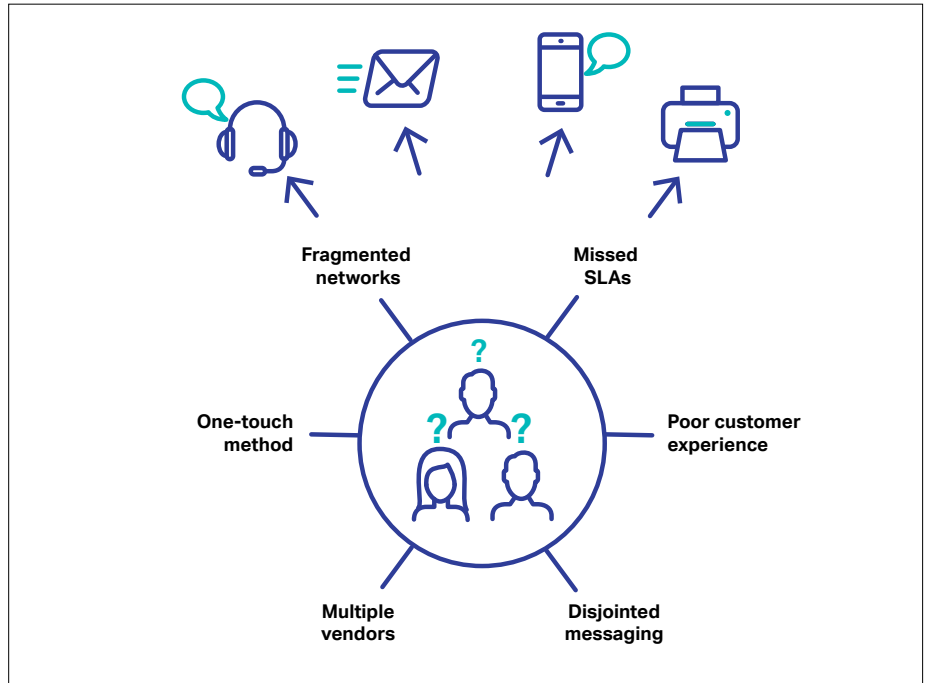 Fragmented
networks
Missed
SLAs
?
One-touch
method
? ?
Poor customer
experience
Multiple
vendors
Disjointed
messaging